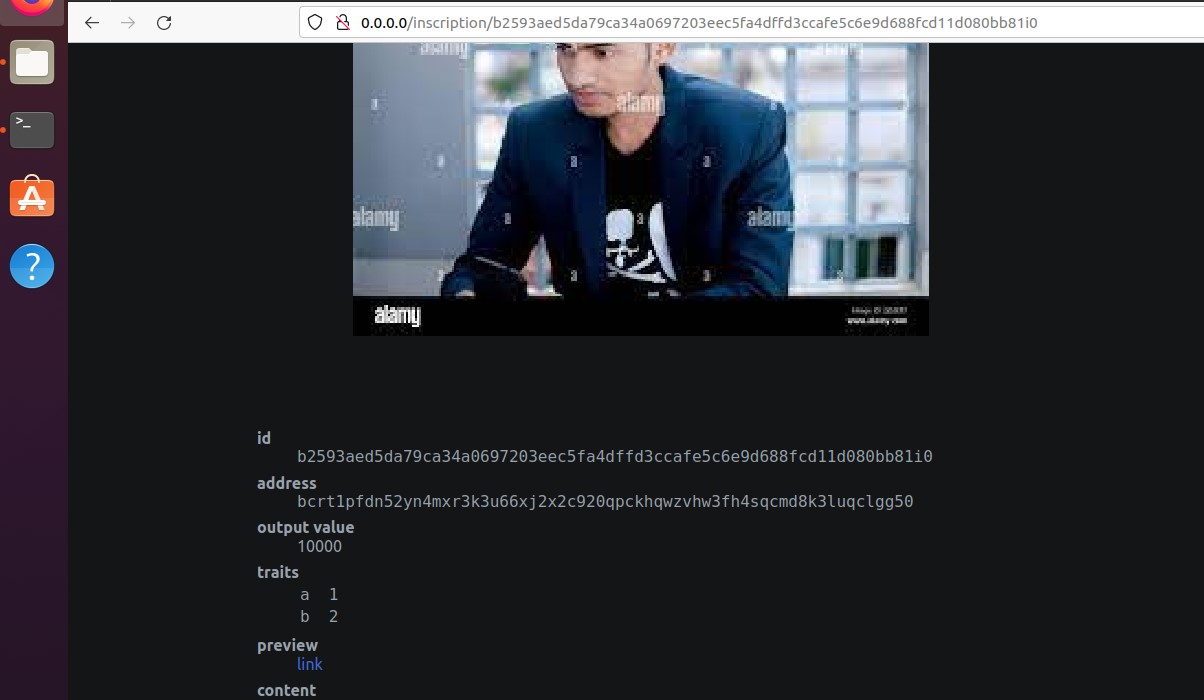 0.0.0.0/inscription/b2593aed5da79ca34a0697203eec5fa4dffd3ccafe5c6e9d688fcd11d080bb81i0
alamy
alamy
a
a
a
a
alamy
a
a
alamy
a
a
a
a
alamy
www.alamy.com
id
b2593aed5da79ca34a0697203eec5fa4dffd3ccafe5c6e9d688fcd11d080bb81i0
address
bcrt1pfdn52yn4mxr3k3u66xj2x2c920qpckhqwzvhw3fh4sqcmd8k3luqclgg50
output value
10000
traits
a 1
b 2
preview
link
content